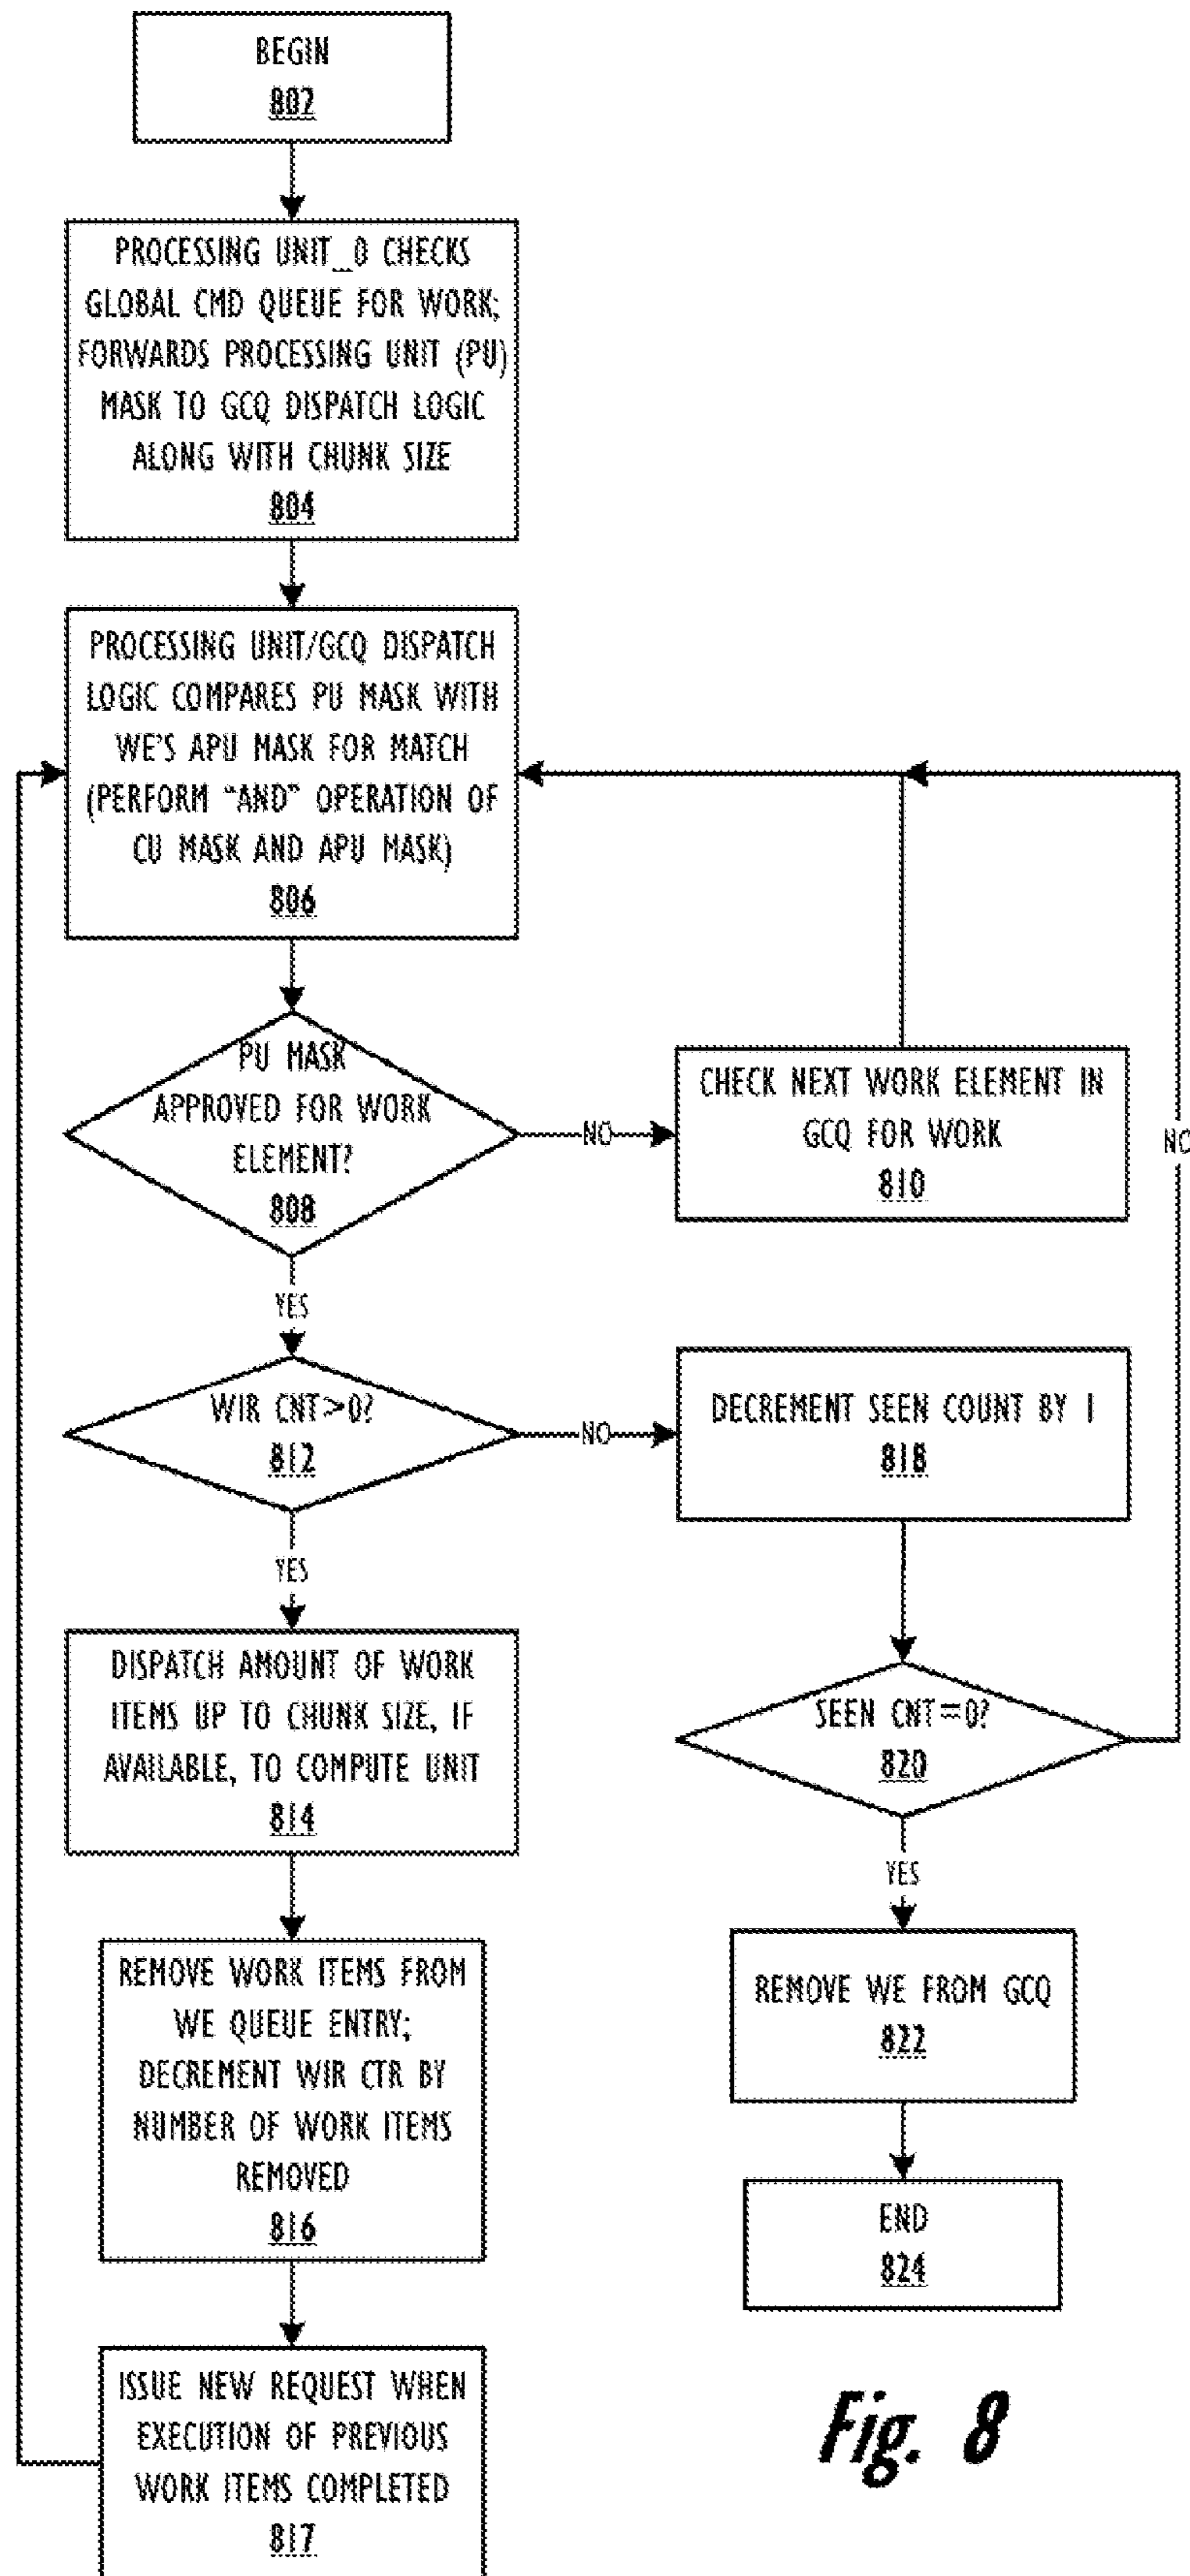 BEGIN
802
PROCESSING UNIT_0 CHECKS
GLOBAL CMD QUEUE FOR WORK;
FORWARDS PROCESSING UNIT (PU)
MASK TO GCQ DISPATCH LOGIC
ALONG WITH CHUNK SIZE
804
PROCESSING UNIT/GCQ DISPATCH
LOGIC COMPARES PU MASK WITH
WE'S APU MASK FOR MATCH
(PERFORM "AND" OPERATION OF
CU MASK AND APU MASK)
806
PU MASK
APPROVED FOR WORK
ELEMENT?
808
NO
CHECK NEXT WORK ELEMENT IN
GCQ FOR WORK
810
NO
YES
WIR CNT>0?
812
NO
DECREMENT SEEN COUNT BY 1
818
YES
DISPATCH AMOUNT OF WORK
ITEMS UP TO CHUNK SIZE, IF
AVAILABLE, TO COMPUTE UNIT
814
SEEN CNT=0?
820
YES
REMOVE WORK ITEMS FROM
WE QUEUE ENTRY;
DECREMENT WIR CTR BY
NUMBER OF WORK ITEMS
REMOVED
816
REMOVE WE FROM GCQ
822
END
824
ISSUE NEW REQUEST WHEN
EXECUTION OF PREVIOUS
WORK ITEMS COMPLETED
817
Fig. 8